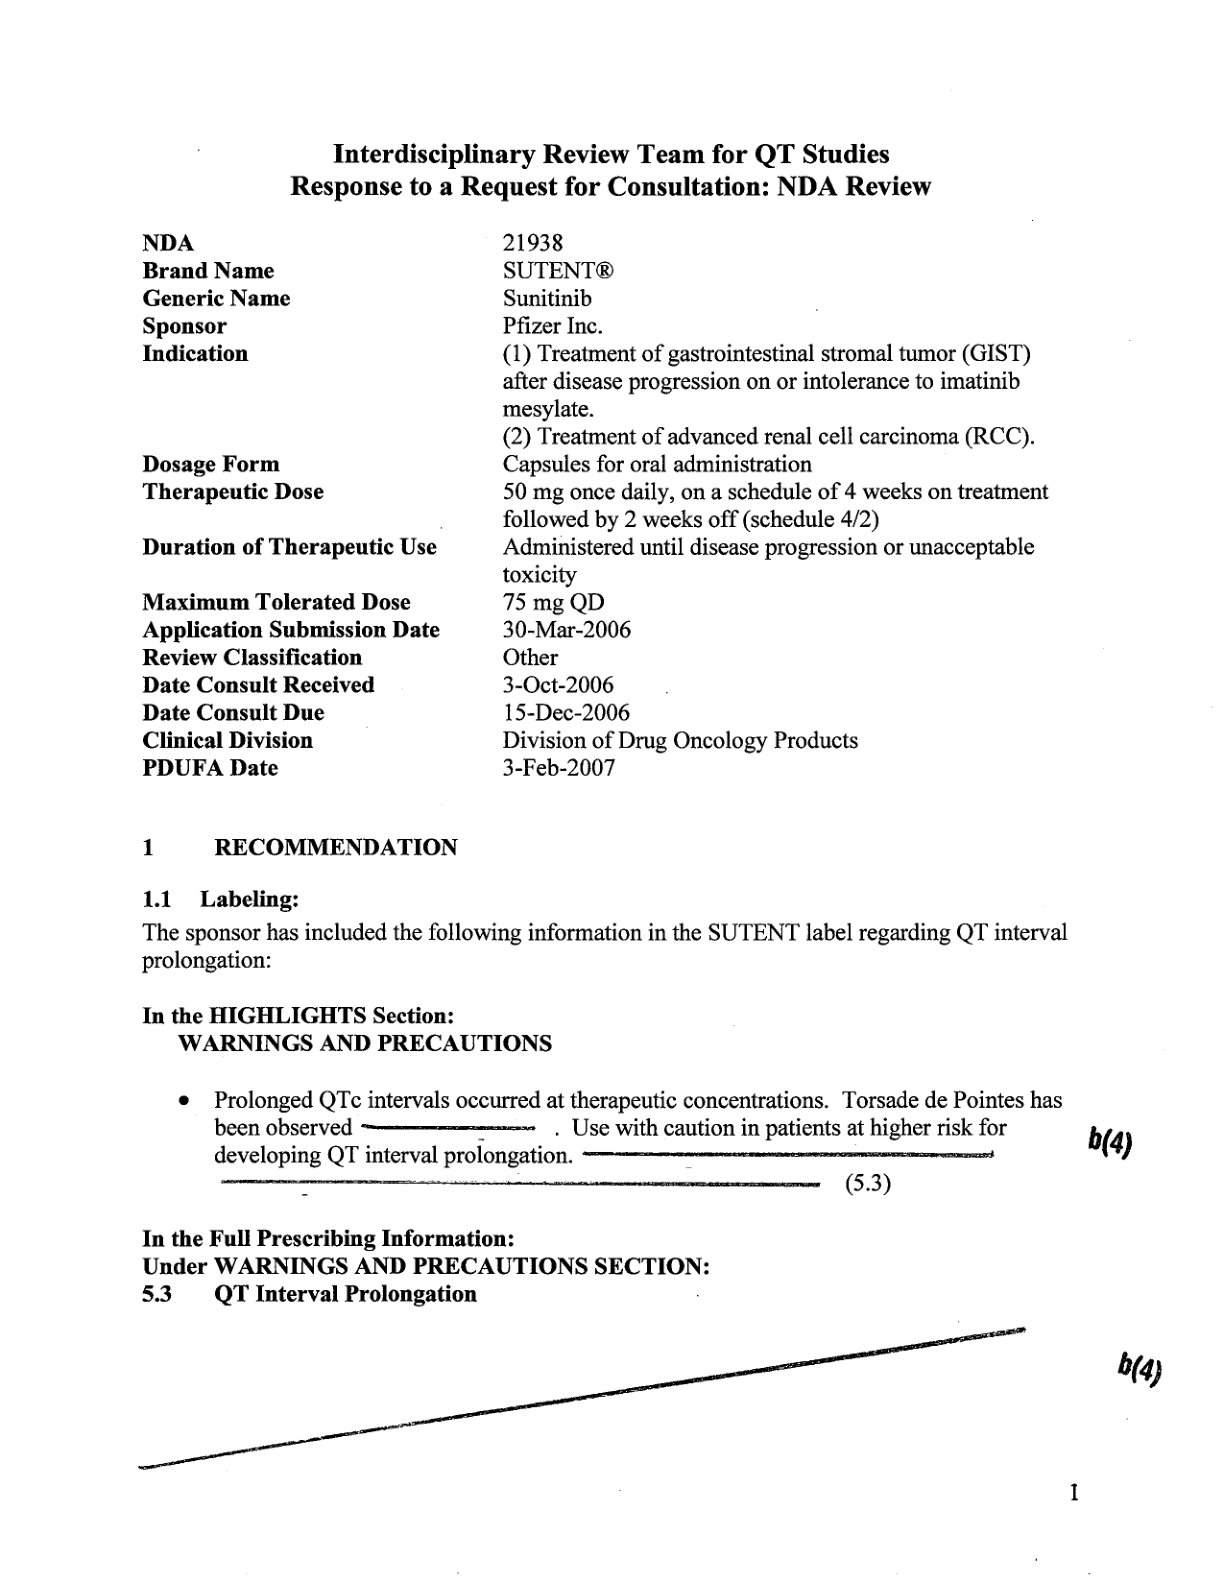 Interdisciplinary Review Team for QT Studies
Response to a Request for Consultation: NDA Review
NDA 21938
Brand Name SUTENT®
Generic Name Sunitinib
Sponsor Pfizer Inc.
Indication (1) Treatment of gastrointestinal stromal tumor (GIST)
after disease progression on or intolerance to imatinib
mesylate.
(2) Treatment of advanced renal cell carcinoma (RCC).
Dosage Form Capsules for oral administration
Therapeutic Dose 50 mg once daily, on a schedule of 4 weeks on treatment
followed by 2 weeks off (schedule 4/2)
Duration of Therapeutic Use Administered until disease progression or unacceptable
toxicity
Maximum Tolerated Dose 75 mg QD
Application Submission Date 30-Mar-2006
Review Classification Other
Date Consult Received 3-Oct-2006
Date Consult Due 15-Dec-2006
Clinical Division Division of Drug Oncology Products
PDUFA Date 3-Feb-2007
1 RECOMMENDATION
1.1 Labeling:
The sponsor has included the following information in the SUTENT label regarding QT interval
prolongation:
In the HIGHLIGHTS Section:
WARNINGS AND PRECAUTIONS
• Prolonged QTc intervals occurred at therapeutic concentrations. Torsade de Pointes has
been observed . Use with caution in patients at higher risk for
b(4)
developing QT interval prolongation.
(5.3)
In the Full Prescribing Information:
Under WARNINGS AND PRECAUTIONS SECTION:
5.3 QT Interval Prolongation
b(4)
1